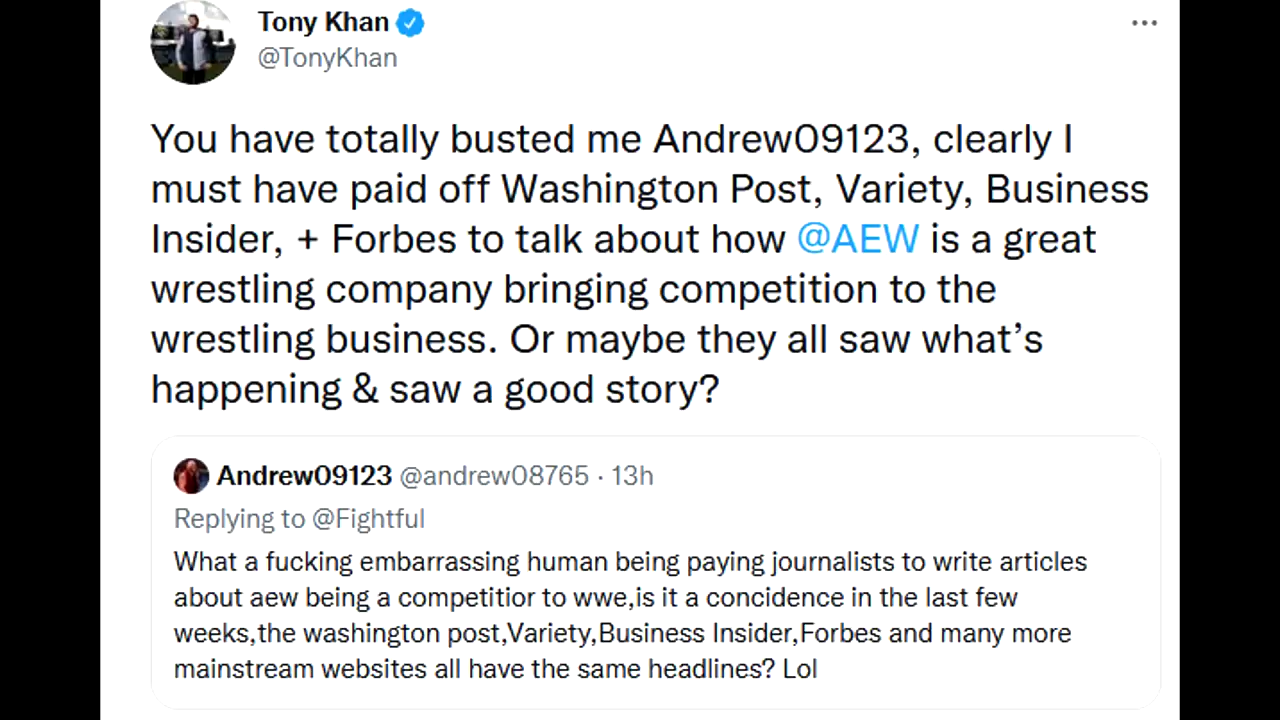 Tony Khan
@TonyKhan
You have totally busted me Andrew09123, clearly I
must have paid off Washington Post, Variety, Business
Insider, + Forbes to talk about how @AEW is a great
wrestling company bringing competition to the
wrestling business. Or maybe they all saw what’s
happening & saw a good story?
Andrew09123 @andrew08765 · 13h
Replying to @Fightful
What a fucking embarrassing human being paying journalists to write articles
about aew being a competitior to wwe,is it a concidence in the last few
weeks,the washington post,Variety,Business Insider,Forbes and many more
mainstream websites all have the same headlines? Lol